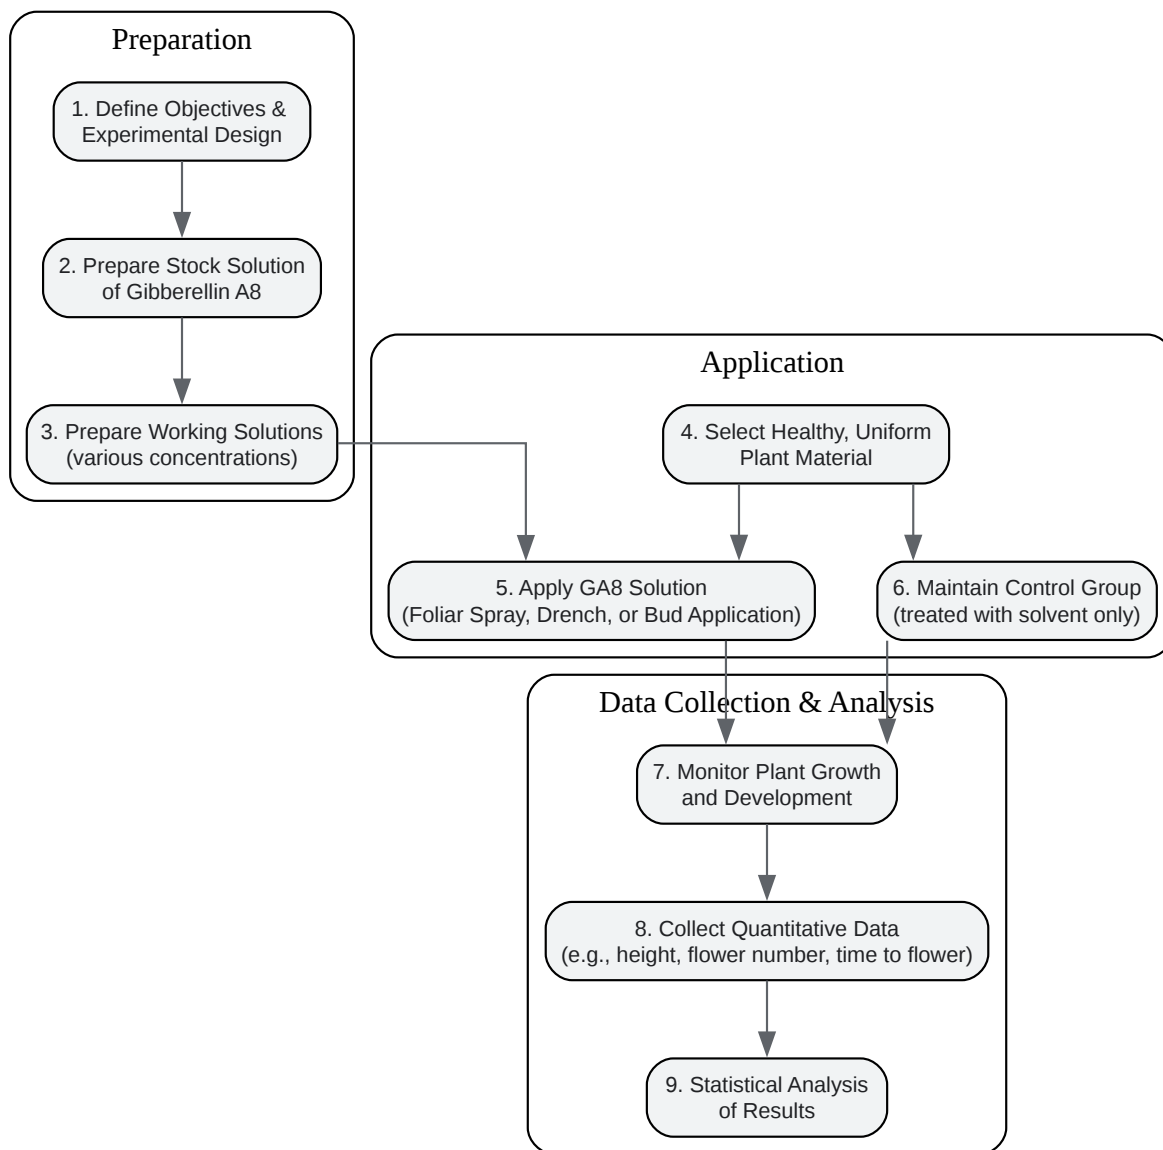 Preparation
1. Define Objectives &
Experimental Design
2. Prepare Stock Solution
of Gibberellin A8
3. Prepare Working Solutions
(various concentrations)
Application
4. Select Healthy, Uniform
Plant Material
5. Apply GA8 Solution
(Foliar Spray, Drench, or Bud Application)
6. Maintain Control Group
(treated with solvent only)
Data Collection & Analysis
7. Monitor Plant Growth
and Development
8. Collect Quantitative Data
(e.g., height, flower number, time to flower)
9. Statistical Analysis
of Results